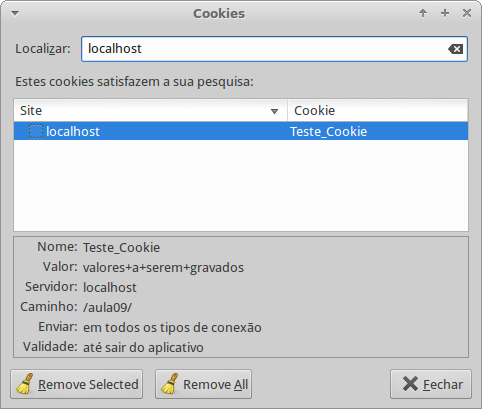 Cookies
Localizar: localhost
Estes cookies satisfazem a sua pesquisa:
Site Cookie
localhost Teste_Cookie
Nome: Teste_Cookie
Valor: valores+a+serem+gravados
Servidor: localhost
Caminho: /aula09/
Enviar: em todos os tipos de conexão
Validade: até sair do aplicativo
Remove Selected Remove All Fechar